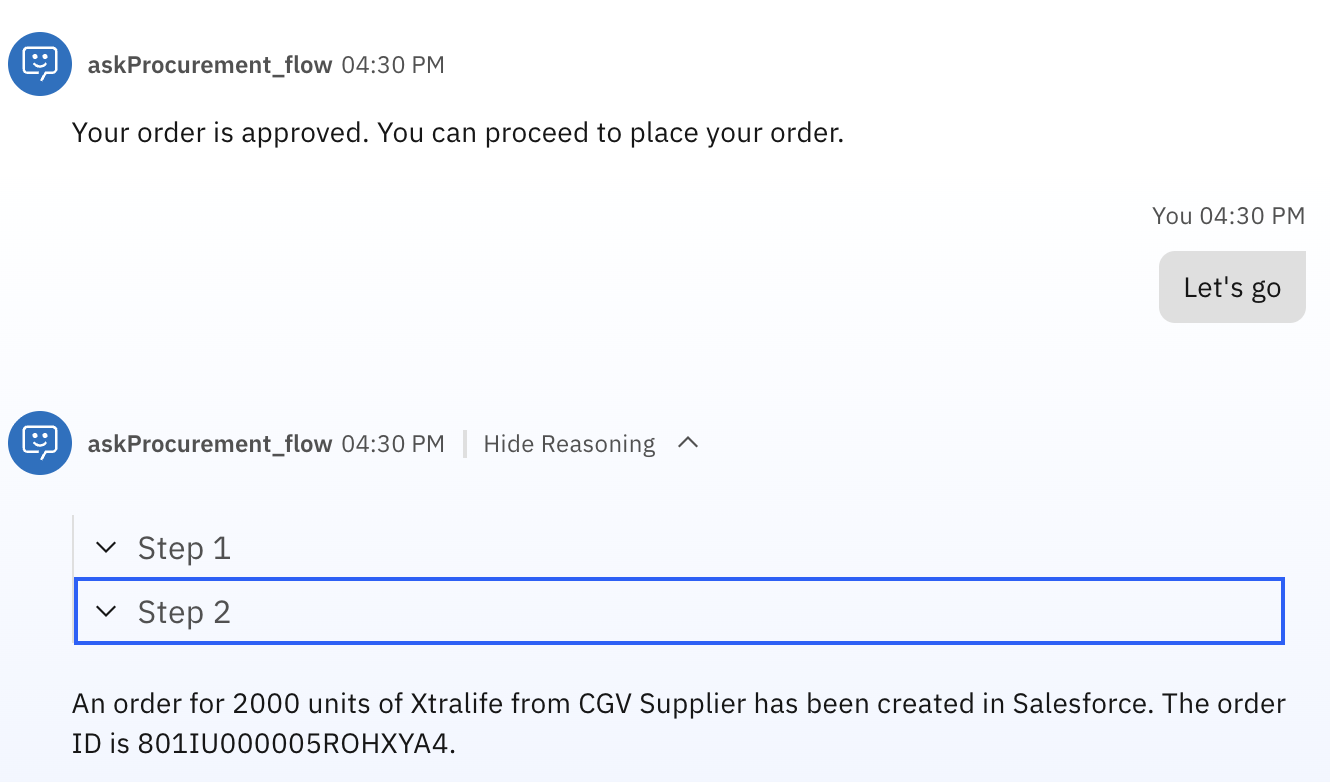 askProcurement_flow 04:30 PM
Your order is approved. You can proceed to place your order.
You 04:30 PM
Let's go
askProcurement_flow 04:30 PM Hide Reasoning
Step 1
Step 2
An order for 2000 units of Xtralife from CGV Supplier has been created in Salesforce. The order
ID is 801IU000005ROHXYA4.